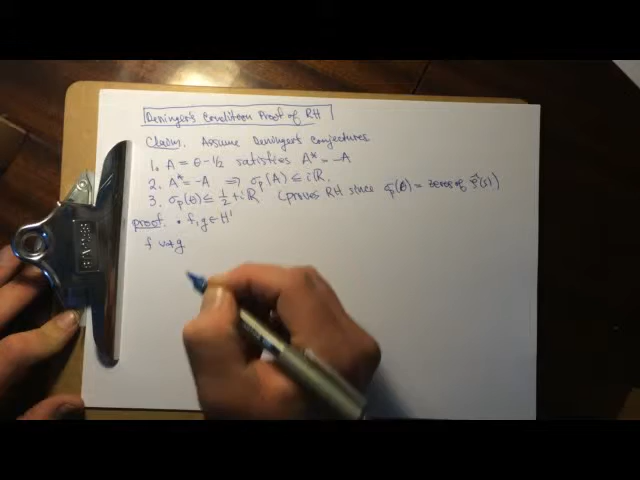 Deninger's Condition Proof of RH
Claim. Assume Deninger's conjectures
1. A = θ - 1/2 satisfies A* = -A
2. A* = -A ⟹ σp(A) ≤ iℝ.
3. σp(θ) ≤ 1/2 + iℝ (proves RH since σp(θ) = zeros of ξ̂(s))
proof. • f, g ∈ H¹
f ∪ *g